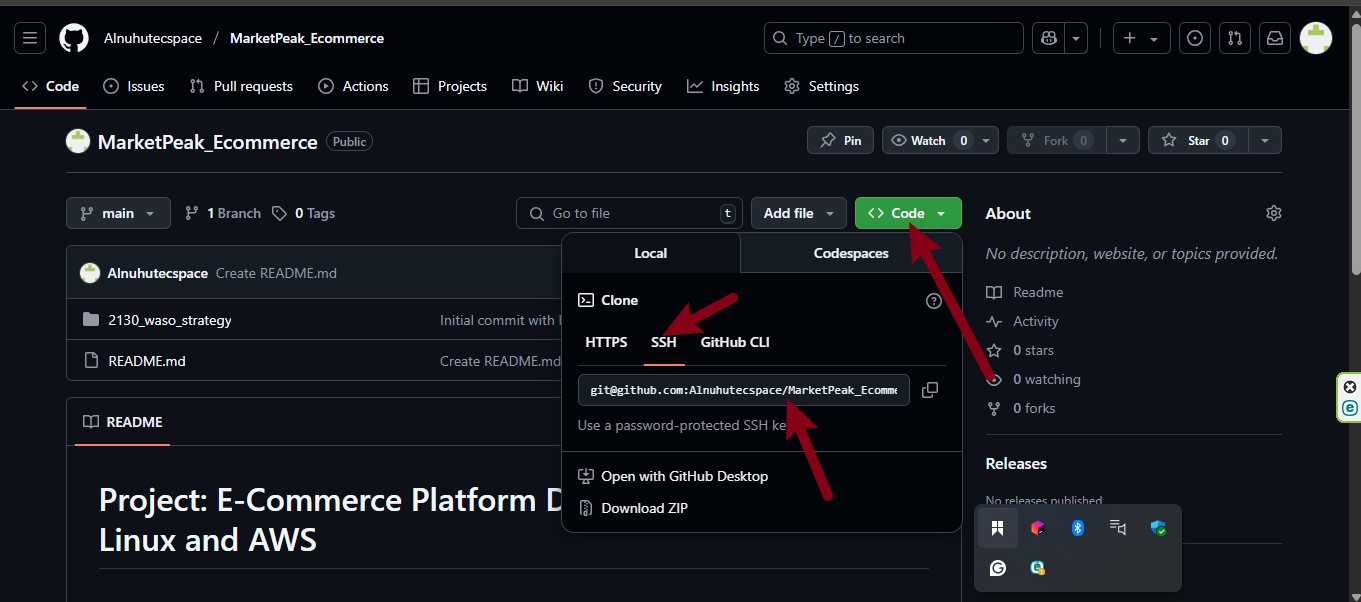 Alnuhutecspace / MarketPeak_Ecommerce
Type / to search
Code Issues Pull requests Actions Projects Wiki Security Insights Settings
MarketPeak_Ecommerce Public
Pin Watch 0 Fork 0 Star 0
main 1 Branch 0 Tags Go to file t Add file Code About
Local Codespaces
No description, website, or topics provided.
Alnuhutecspace Create README.md
Clone
Readme
2130_waso_strategy Initial commit with
Activity
HTTPS SSH GitHub CLI
0 stars
README.md Create README.md
0 watching
git@github.com:Alnuhutecspace/MarketPeak_Ecomme
0 forks
README
Use a password-protected SSH ke
Releases
Open with GitHub Desktop
Project: E-Commerce Platform D
No releases published
Download ZIP
Linux and AWS